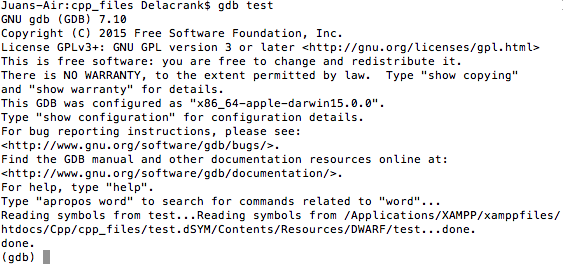 Juans-Air:cpp_files Delacrank$ gdb test
GNU gdb (GDB) 7.10
Copyright (C) 2015 Free Software Foundation, Inc.
License GPLv3+: GNU GPL version 3 or later <http://gnu.org/licenses/gpl.html>
This is free software: you are free to change and redistribute it.
There is NO WARRANTY, to the extent permitted by law.  Type "show copying"
and "show warranty" for details.
This GDB was configured as "x86_64-apple-darwin15.0.0".
Type "show configuration" for configuration details.
For bug reporting instructions, please see:
<http://www.gnu.org/software/gdb/bugs/>.
Find the GDB manual and other documentation resources online at:
<http://www.gnu.org/software/gdb/documentation/>.
For help, type "help".
Type "apropos word" to search for commands related to "word"...
Reading symbols from test...Reading symbols from /Applications/XAMPP/xamppfiles/
htdocs/Cpp/cpp_files/test.dSYM/Contents/Resources/DWARF/test...done.
done.
(gdb)